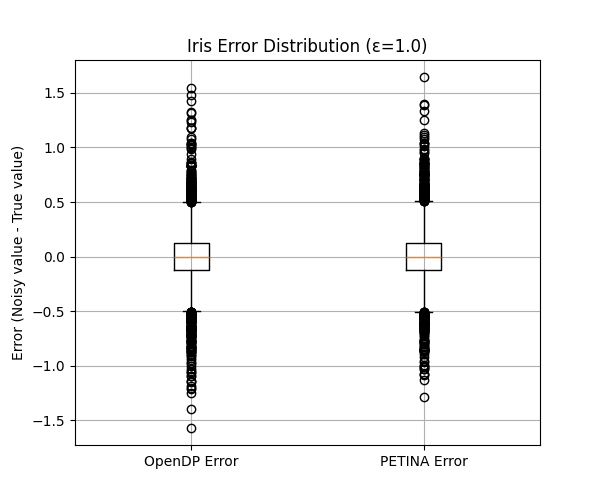 Iris Error Distribution (ε=1.0)
Error (Noisy value - True value)
1.5
1.0
0.5
0.0
−0.5
−1.0
−1.5
OpenDP Error
PETINA Error